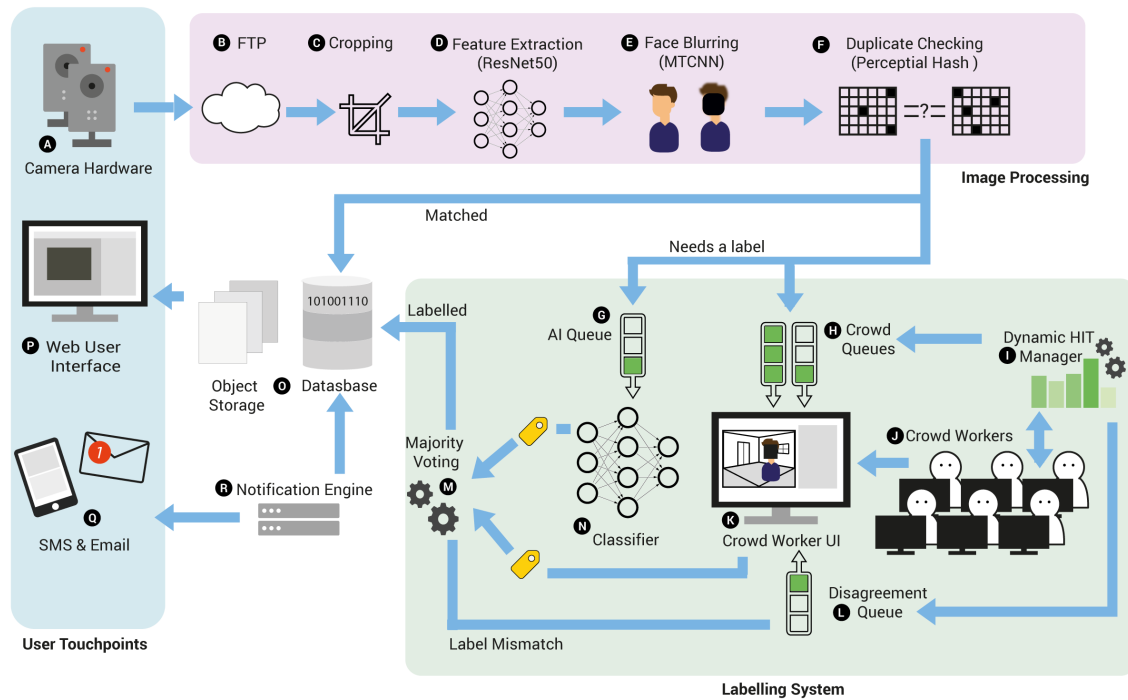 B FTP
C Cropping
D Feature Extraction
(ResNet50)
E Face Blurring
(MTCNN)
F Duplicate Checking
(Perceptial Hash )
=?=
A
Camera Hardware
Image Processing
Matched
Needs a label
101001110
Labelled
G
AI Queue
H Crowd
Queues
Dynamic HIT
I Manager
P Web User
Interface
Object
Storage
O Datasbase
J Crowd Workers
Majority
Voting
M
1
R Notification Engine
Q
SMS & Email
N
Classifier
K
Crowd Worker UI
Disagreement
L Queue
User Touchpoints
Label Mismatch
Labelling System